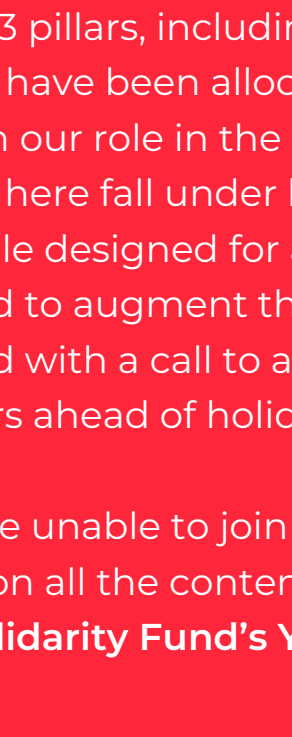 3 pillars, includin
have been alloc
n our role in the
here fall under
le designed for a
d to augment th
d with a call to a
rs ahead of holid
e unable to join
on all the conten
lidarity Fund’s Y